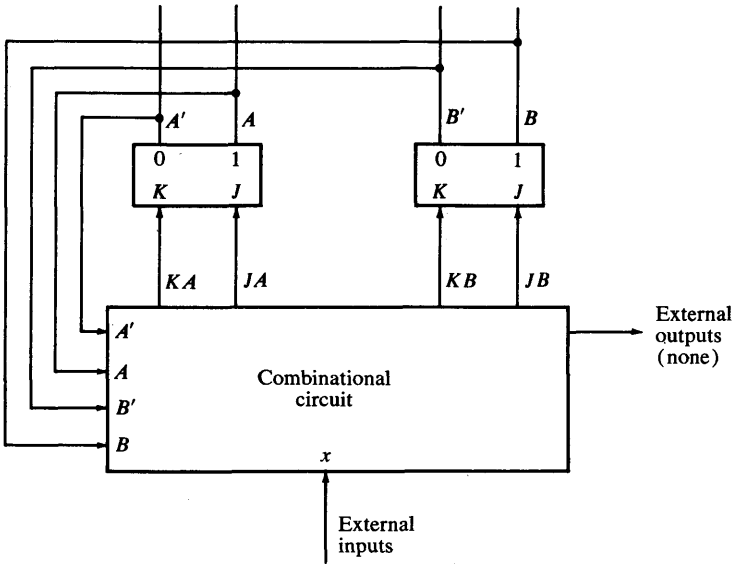 A′
A
B′
B
0
1
0
1
K
J
K
J
KA
JA
KB
JB
External
outputs
(none)
A′
A
B′
B
Combinational
circuit
x
External
inputs